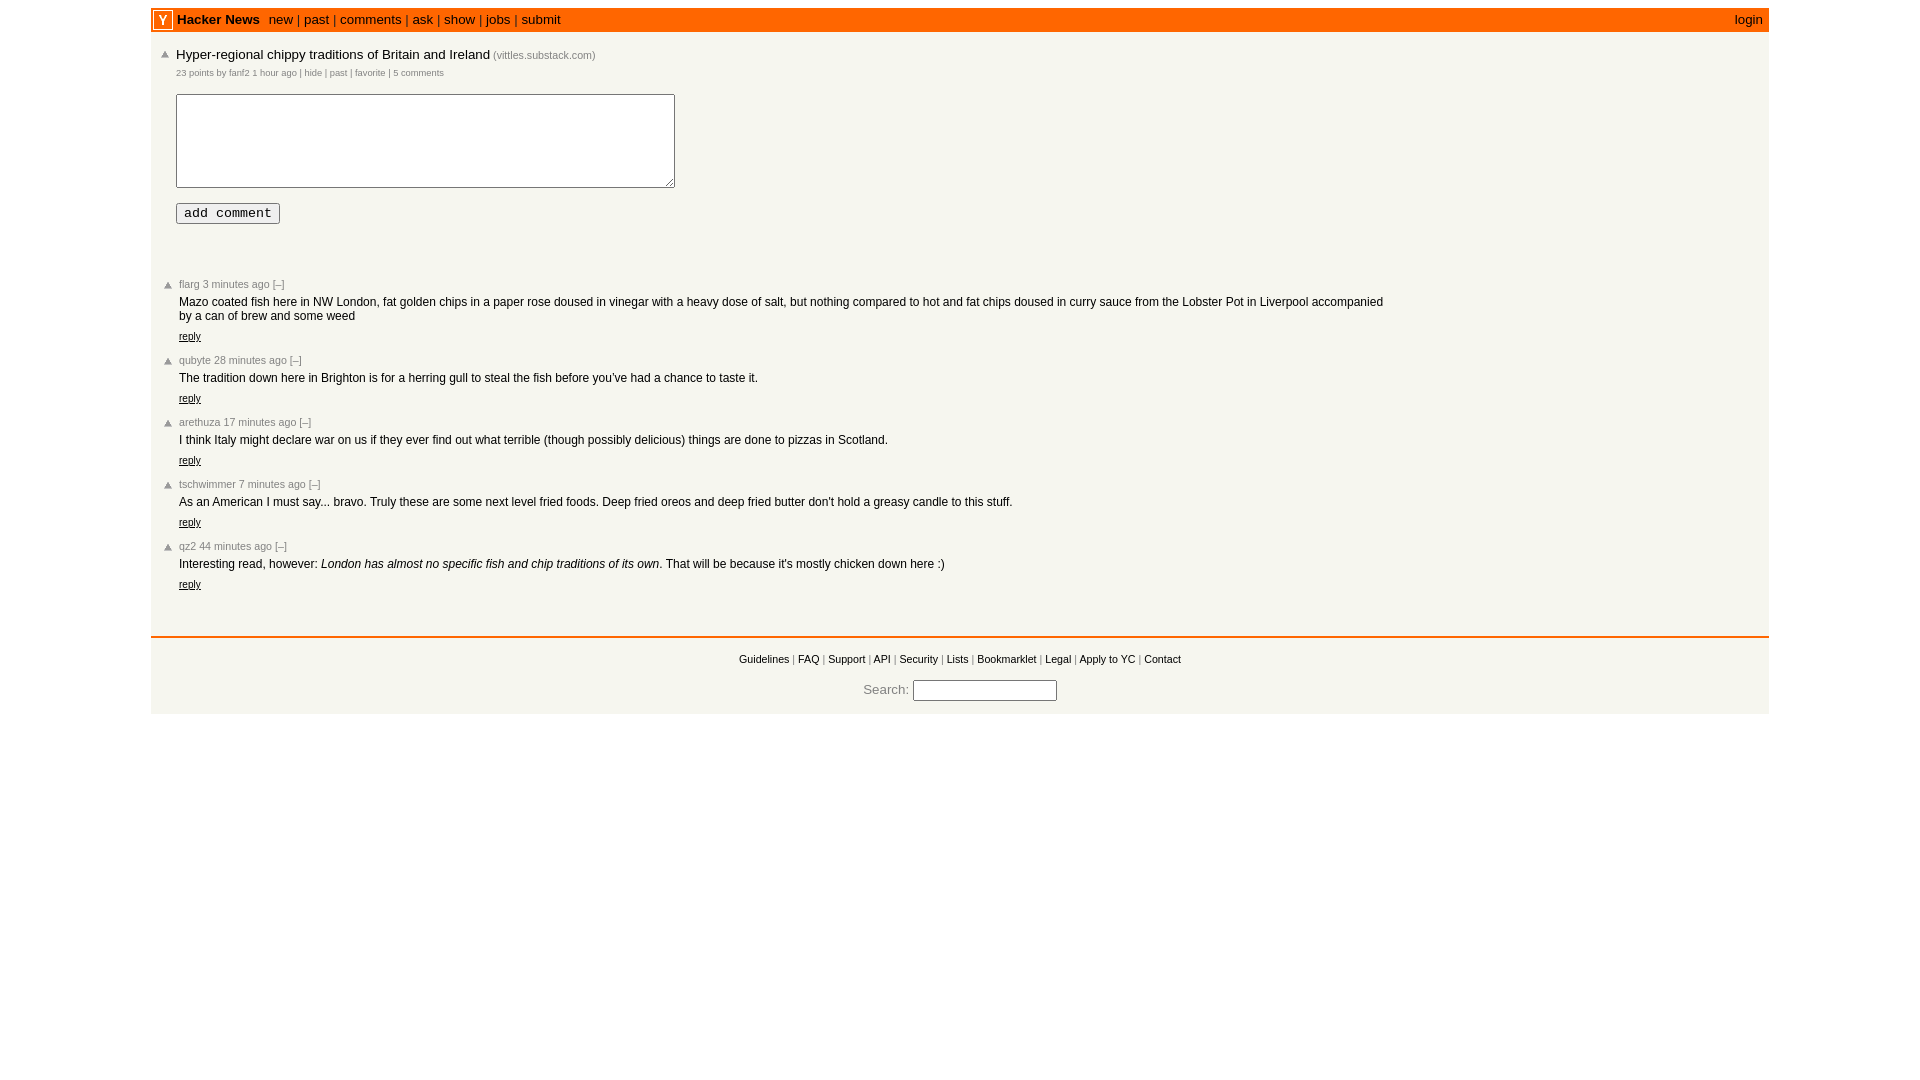 Y Hacker News new | past | comments | ask | show | jobs | submit login
Hyper-regional chippy traditions of Britain and Ireland (vittles.substack.com)
23 points by fanf2 1 hour ago | hide | past | favorite | 5 comments
add comment
flarg 3 minutes ago [–]
Mazo coated fish here in NW London, fat golden chips in a paper rose doused in vinegar with a heavy dose of salt, but nothing compared to hot and fat chips doused in curry sauce from the Lobster Pot in Liverpool accompanied
by a can of brew and some weed
reply
qubyte 28 minutes ago [–]
The tradition down here in Brighton is for a herring gull to steal the fish before you’ve had a chance to taste it.
reply
arethuza 17 minutes ago [–]
I think Italy might declare war on us if they ever find out what terrible (though possibly delicious) things are done to pizzas in Scotland.
reply
tschwimmer 7 minutes ago [–]
As an American I must say... bravo. Truly these are some next level fried foods. Deep fried oreos and deep fried butter don't hold a greasy candle to this stuff.
reply
qz2 44 minutes ago [–]
Interesting read, however: London has almost no specific fish and chip traditions of its own. That will be because it's mostly chicken down here :)
reply
Guidelines | FAQ | Support | API | Security | Lists | Bookmarklet | Legal | Apply to YC | Contact
Search: